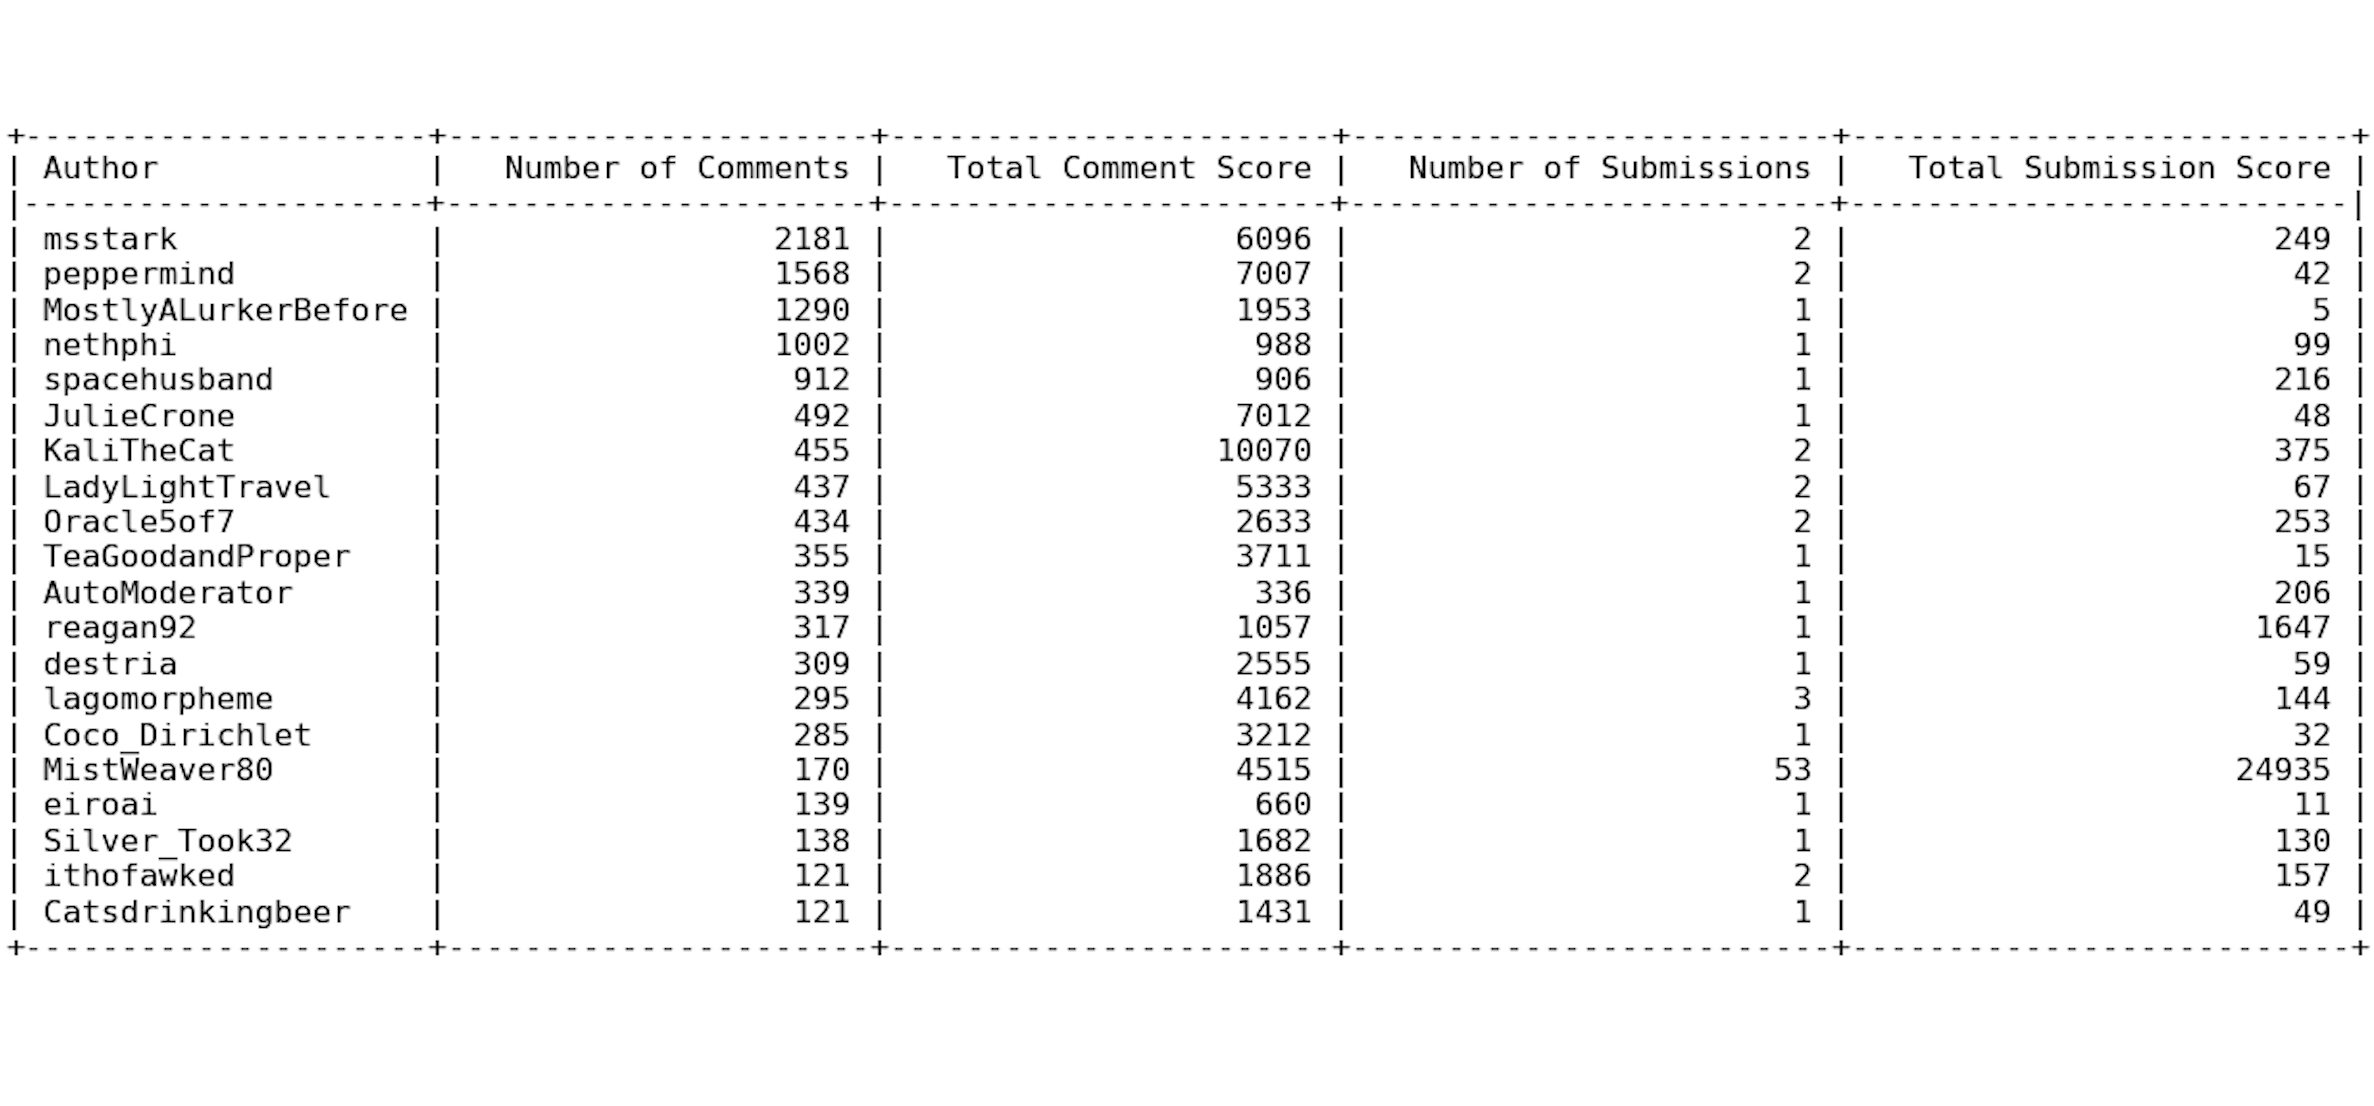 +---------------------+----------------------+-----------------------+-------------------------+--------------------------+
| Author              |   Number of Comments |   Total Comment Score |   Number of Submissions |   Total Submission Score |
|---------------------+----------------------+-----------------------+-------------------------+--------------------------|
| msstark             |                 2181 |                  6096 |                       2 |                      249 |
| peppermind          |                 1568 |                  7007 |                       2 |                       42 |
| MostlyALurkerBefore |                 1290 |                  1953 |                       1 |                        5 |
| nethphi             |                 1002 |                   988 |                       1 |                       99 |
| spacehusband        |                  912 |                   906 |                       1 |                      216 |
| JulieCrone          |                  492 |                  7012 |                       1 |                       48 |
| KaliTheCat          |                  455 |                 10070 |                       2 |                      375 |
| LadyLightTravel     |                  437 |                  5333 |                       2 |                       67 |
| Oracle5of7          |                  434 |                  2633 |                       2 |                      253 |
| TeaGoodandProper    |                  355 |                  3711 |                       1 |                       15 |
| AutoModerator       |                  339 |                   336 |                       1 |                      206 |
| reagan92            |                  317 |                  1057 |                       1 |                     1647 |
| destria             |                  309 |                  2555 |                       1 |                       59 |
| lagomorpheme        |                  295 |                  4162 |                       3 |                      144 |
| Coco_Dirichlet      |                  285 |                  3212 |                       1 |                       32 |
| MistWeaver80        |                  170 |                  4515 |                      53 |                    24935 |
| eiroai              |                  139 |                   660 |                       1 |                       11 |
| Silver_Took32       |                  138 |                  1682 |                       1 |                      130 |
| ithofawked          |                  121 |                  1886 |                       2 |                      157 |
| Catsdrinkingbeer    |                  121 |                  1431 |                       1 |                       49 |
+---------------------+----------------------+-----------------------+-------------------------+--------------------------+